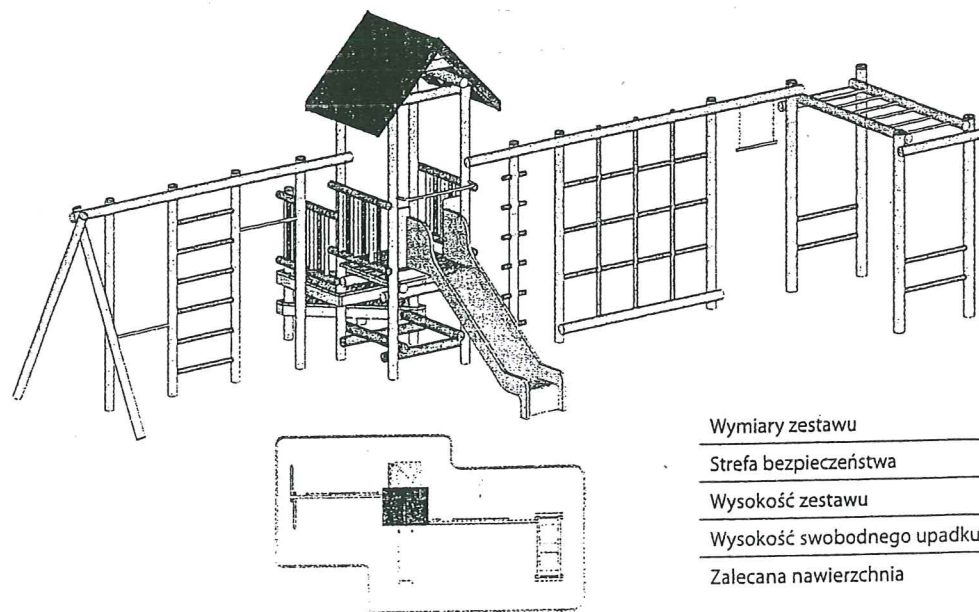 Wymiary zestawu
Strefa bezpieczeństwa
Wysokość zestawu
Wysokość swobodnego upadku
Zalecana nawierzchnia